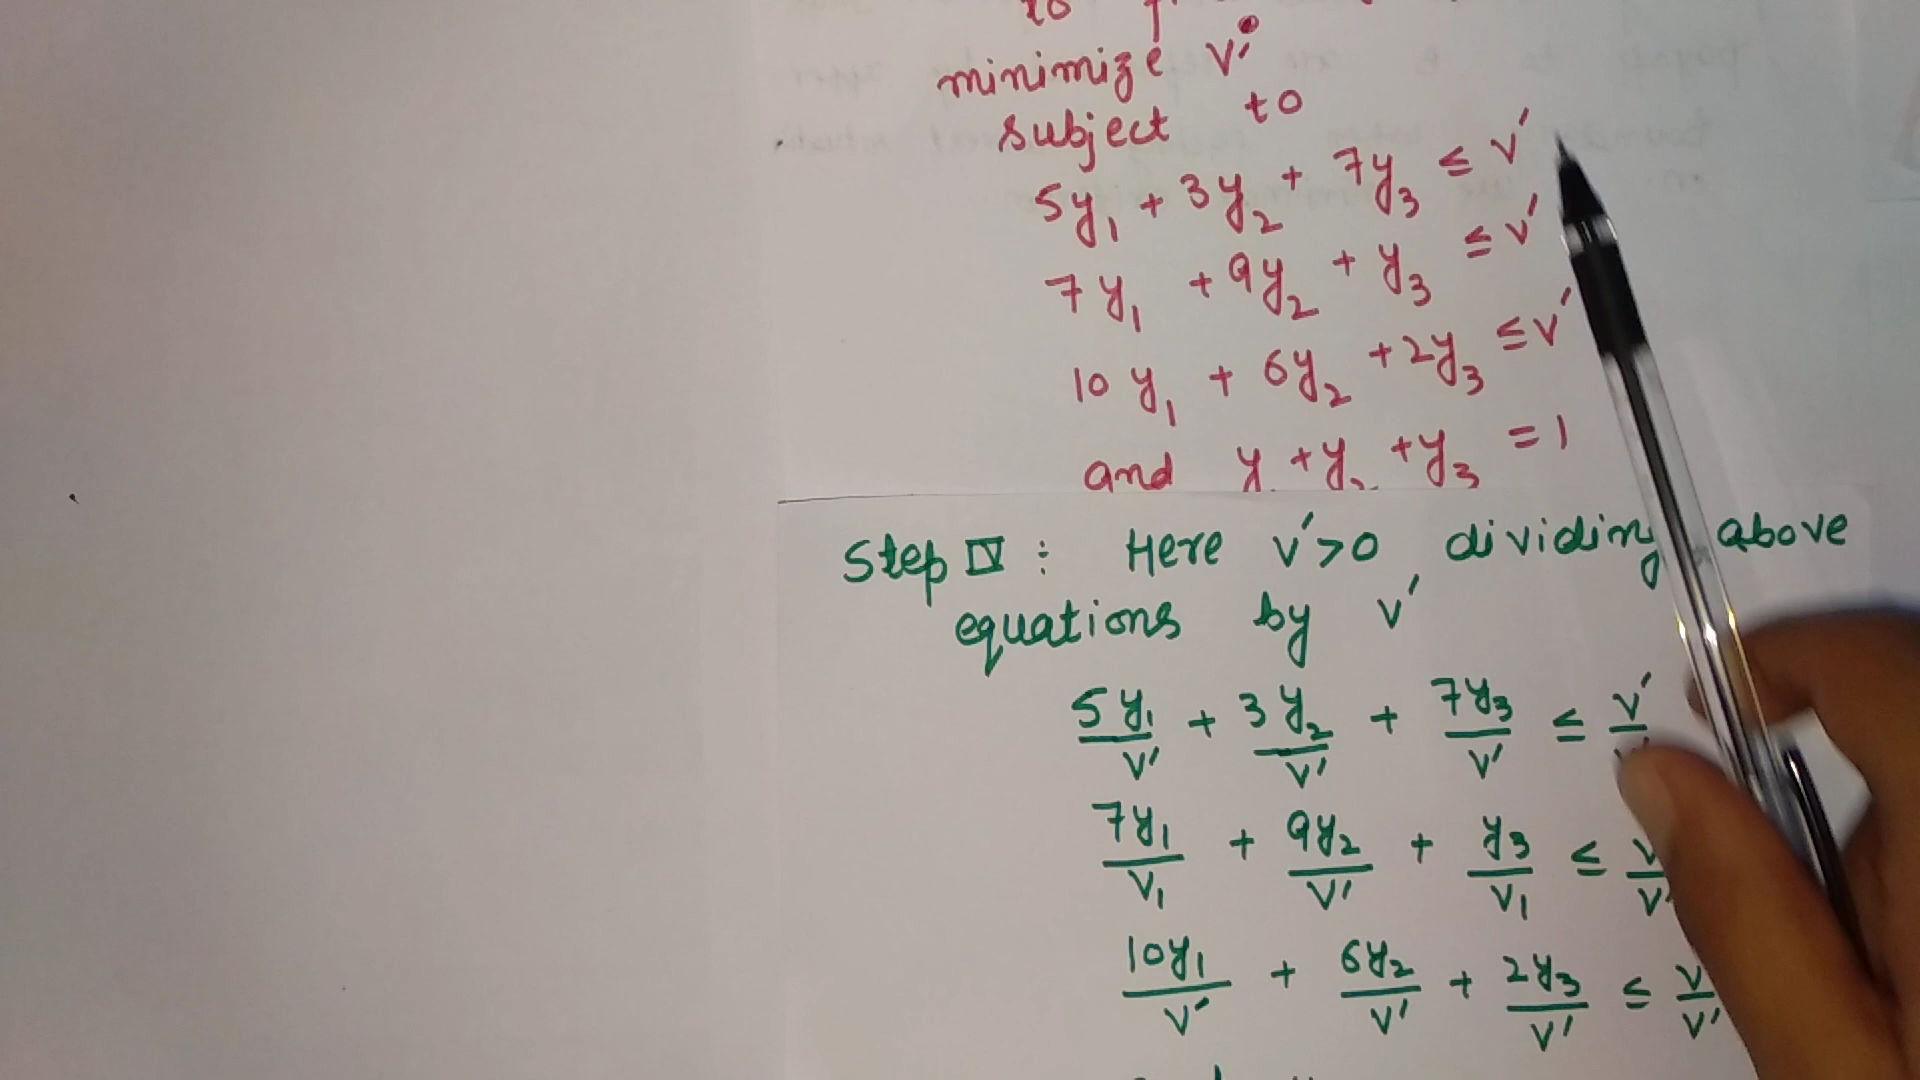 minimize v'
subject to
5y₁ + 3y₂ + 7y₃ ≤ v'
7y₁ + 9y₂ + y₃ ≤ v'
10y₁ + 6y₂ + 2y₃ ≤ v'
and y + y₂ + y₃ = 1
Step IV : Here v'>0 dividing above
equations by v'
5y₁/v' + 3y₂/v' + 7y₃/v' ≤ v'
7y₁/v₁ + 9y₂/v' + y₃/v₁ ≤ v/v'
10y₁/v' + 6y₂/v' + 2y₃/v' ≤ v/v'